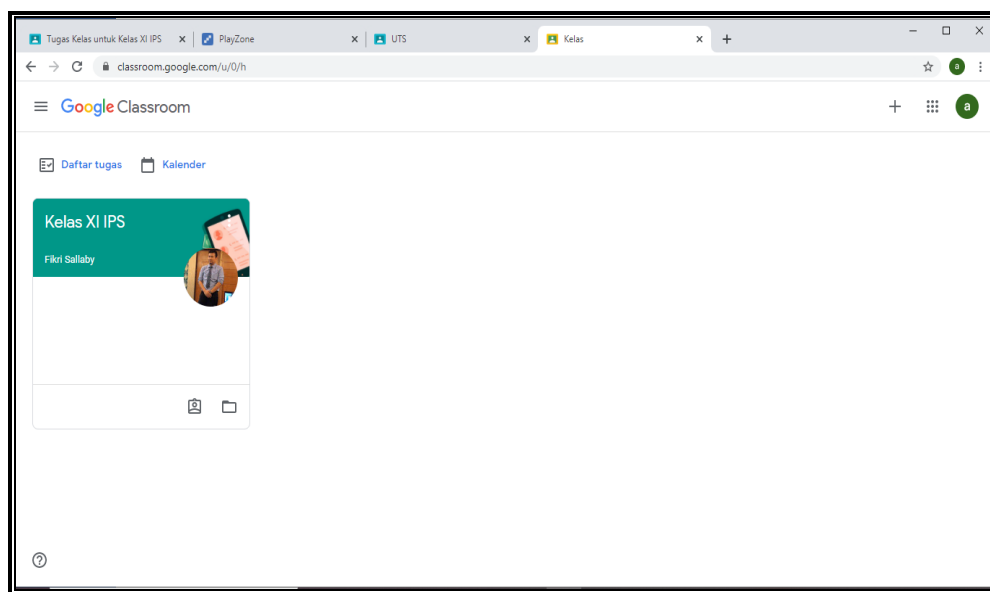 Tugas Kelas untuk Kelas XI IPS
PlayZone
UTS
Kelas
classroom.google.com/u/0/h
a
Google Classroom
a
Daftar tugas
Kalender
Kelas XI IPS
Fikri Sallaby